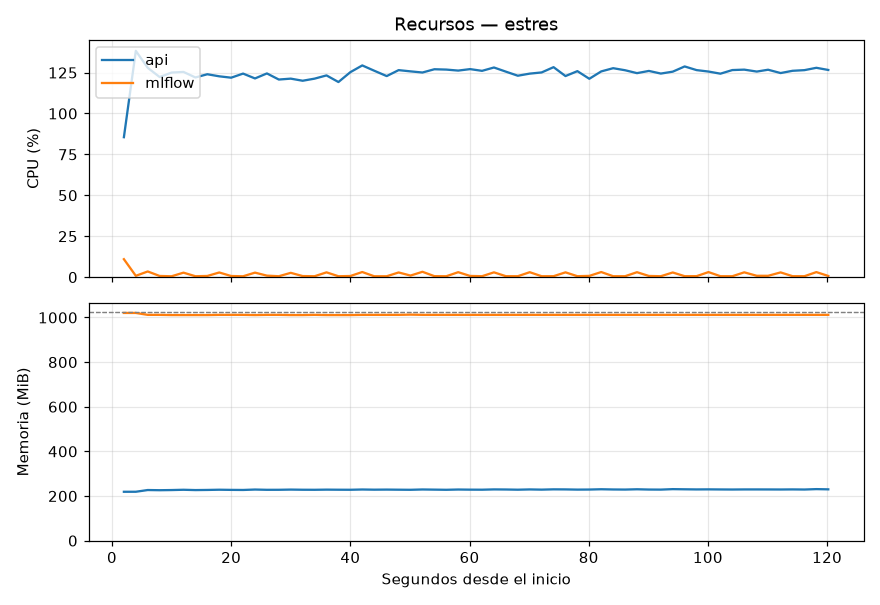 Recursos — estres
api
mlflow
CPU (%)
125
100
75
50
25
0
Memoria (MiB)
1000
800
600
400
200
0
0 20 40 60 80 100 120
Segundos desde el inicio